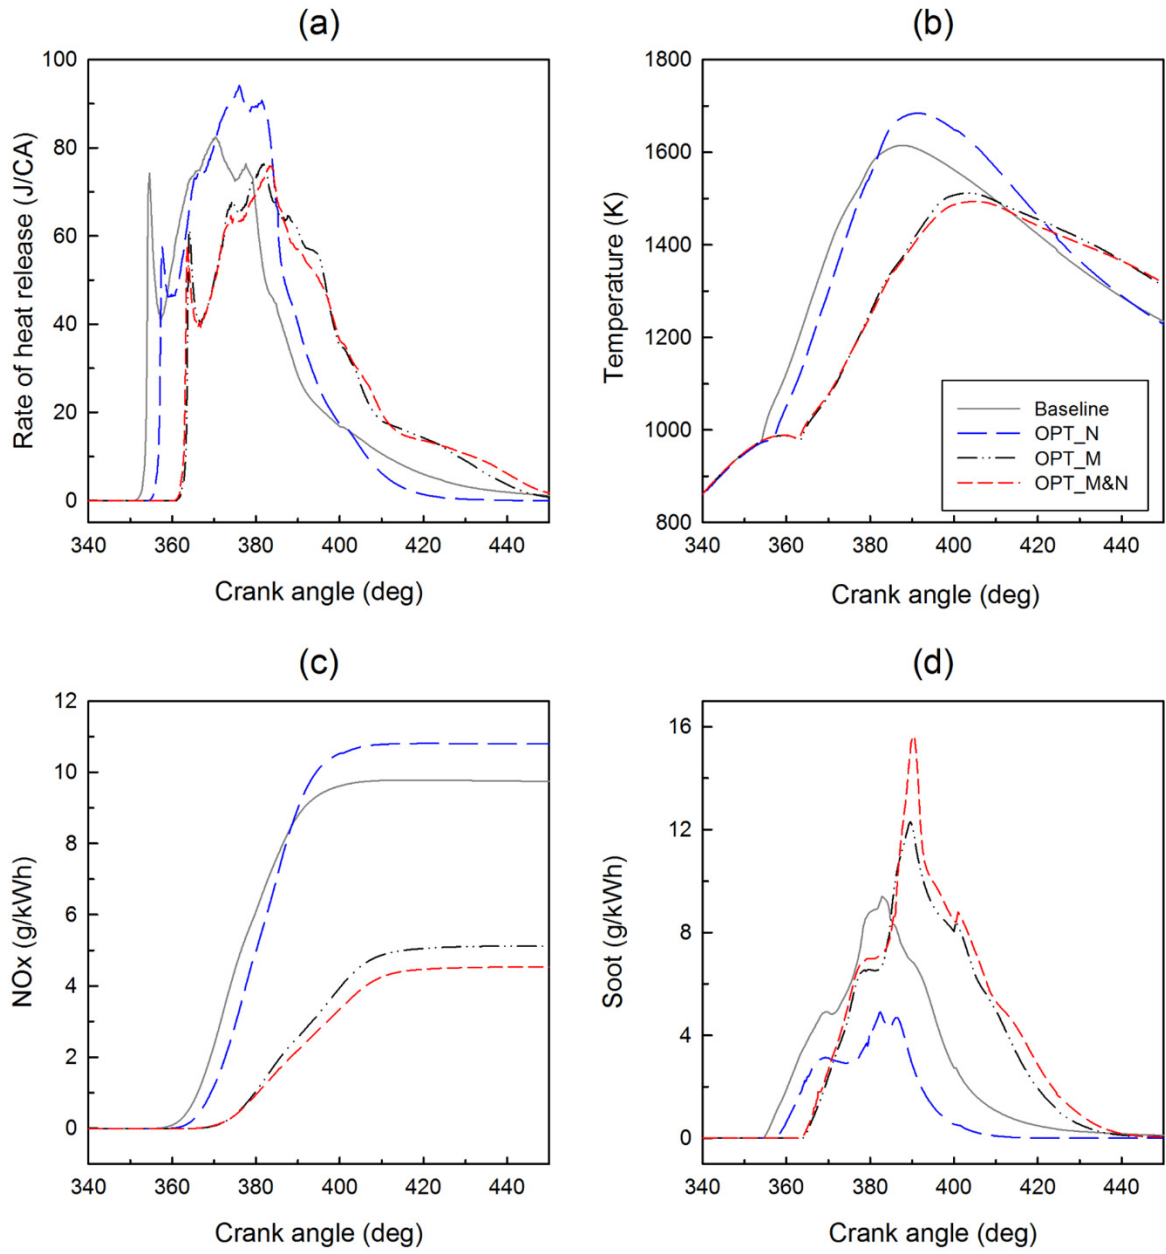 (a)
Rate of heat release (J/CA)
100
80
60
40
20
0
340 360 380 400 420 440
Crank angle (deg)
(b)
Temperature (K)
1800
1600
1400
1200
1000
800
Baseline
OPT_N
OPT_M
OPT_M&N
340 360 380 400 420 440
Crank angle (deg)
(c)
NOx (g/kWh)
12
10
8
6
4
2
0
340 360 380 400 420 440
Crank angle (deg)
(d)
Soot (g/kWh)
16
12
8
4
0
340 360 380 400 420 440
Crank angle (deg)